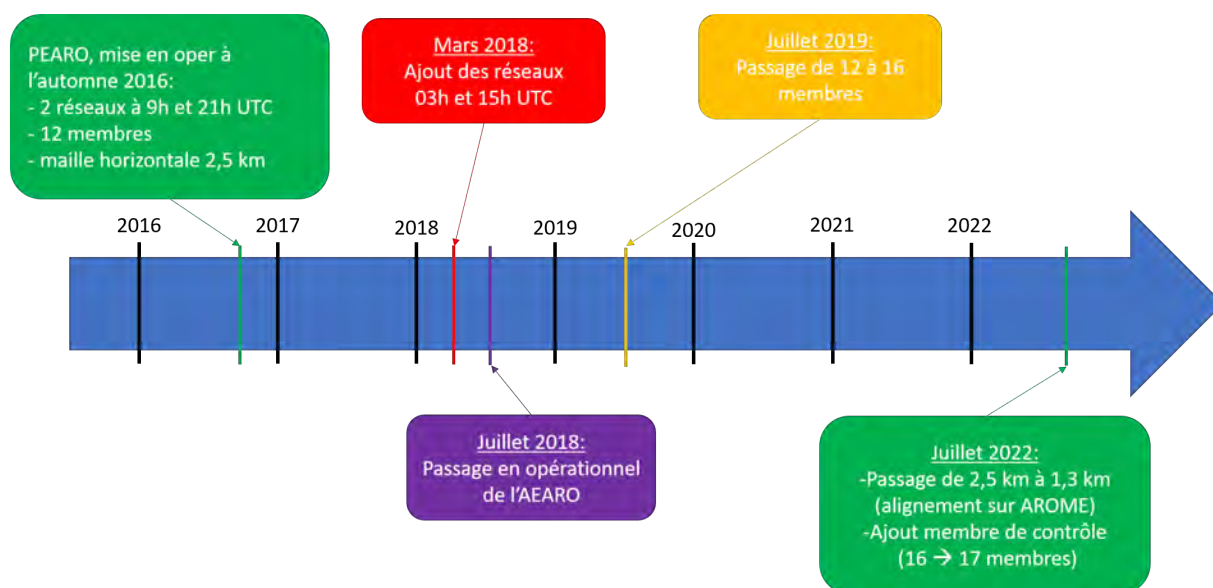 PEARO, mise en oper à
l'automne 2016:
- 2 réseaux à 9h et 21h UTC
- 12 membres
- maille horizontale 2,5 km
Mars 2018:
Ajout des réseaux
03h et 15h UTC
Juillet 2019:
Passage de 12 à 16
membres
2016
2017
2018
2019
2020
2021
2022
Juillet 2018:
Passage en opérationnel
de l'AEARO
Juillet 2022:
-Passage de 2,5 km à 1,3 km
(alignement sur AROME)
-Ajout membre de contrôle
(16 → 17 membres)